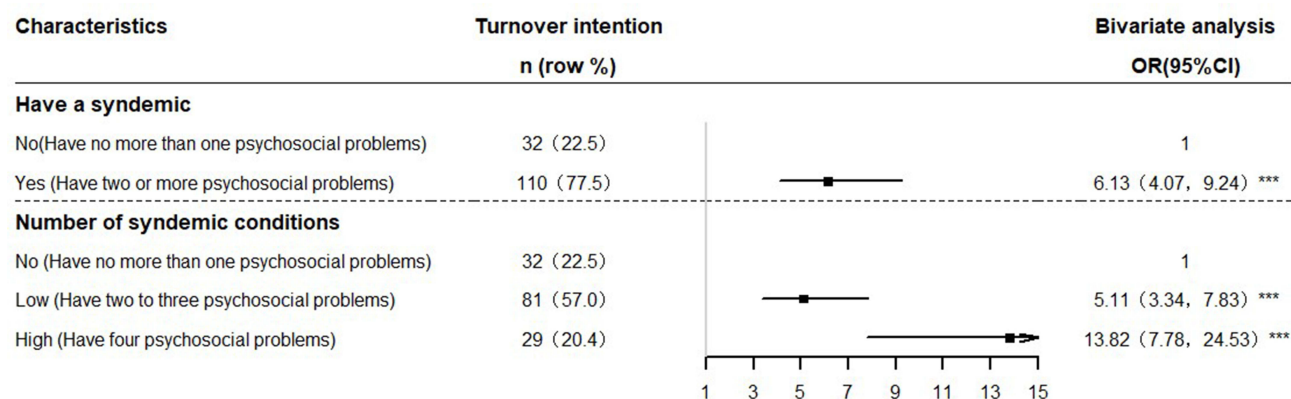 Characteristics Turnover intention Bivariate analysis
n (row %) OR(95%CI)
Have a syndemic
No(Have no more than one psychosocial problems) 32（22.5） 1
Yes (Have two or more psychosocial problems) 110（77.5） 6.13（4.07，9.24）***
Number of syndemic conditions
No (Have no more than one psychosocial problems) 32（22.5） 1
Low (Have two to three psychosocial problems) 81（57.0） 5.11（3.34，7.83）***
High (Have four psychosocial problems) 29（20.4） 13.82（7.78，24.53）***
1 3 5 7 9 11 13 15